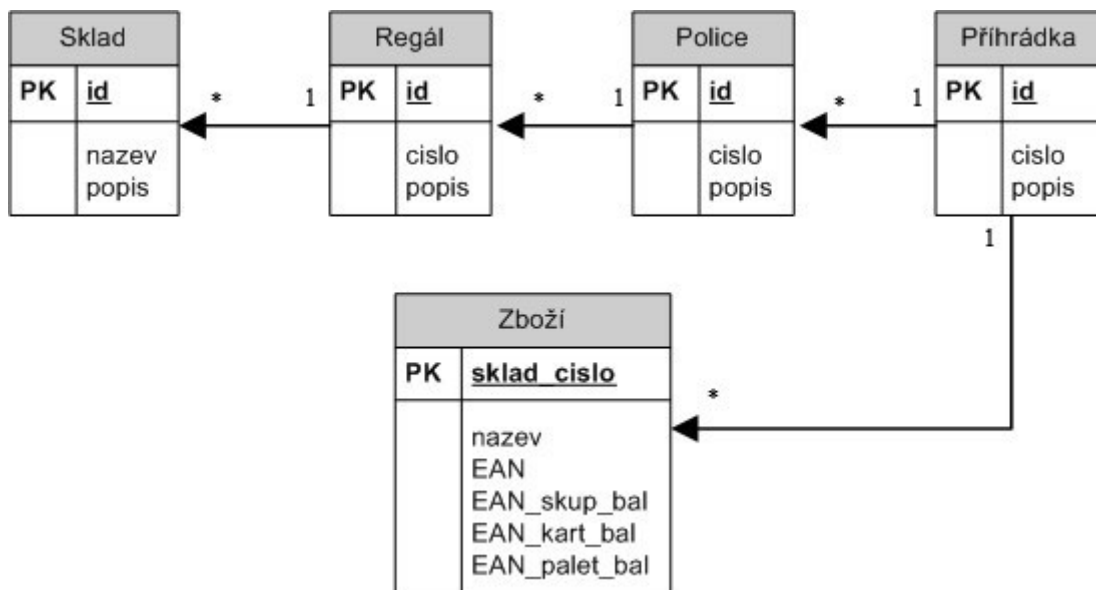 Sklad
PK id
nazev
popis
* 1
Regál
PK id
cislo
popis
* 1
Police
PK id
cislo
popis
* 1
Příhrádka
PK id
cislo
popis
1
*
Zboží
PK sklad_cislo
nazev
EAN
EAN_skup_bal
EAN_kart_bal
EAN_palet_bal